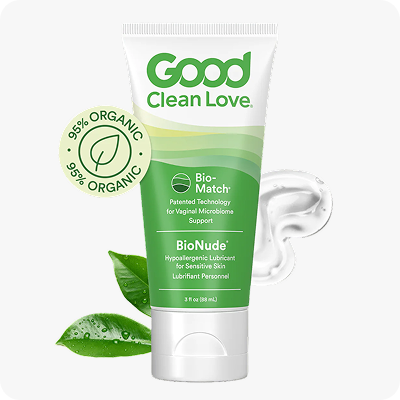 Good
Clean Love®
95% ORGANIC
95% ORGANIC
Bio-
Match®
Patented Technology
for Vaginal Microbiome
Support
BioNude®
Hypoallergenic Lubricant
for Sensitive Skin
Lubrifiant Personnel
3 fl oz (88 mL)